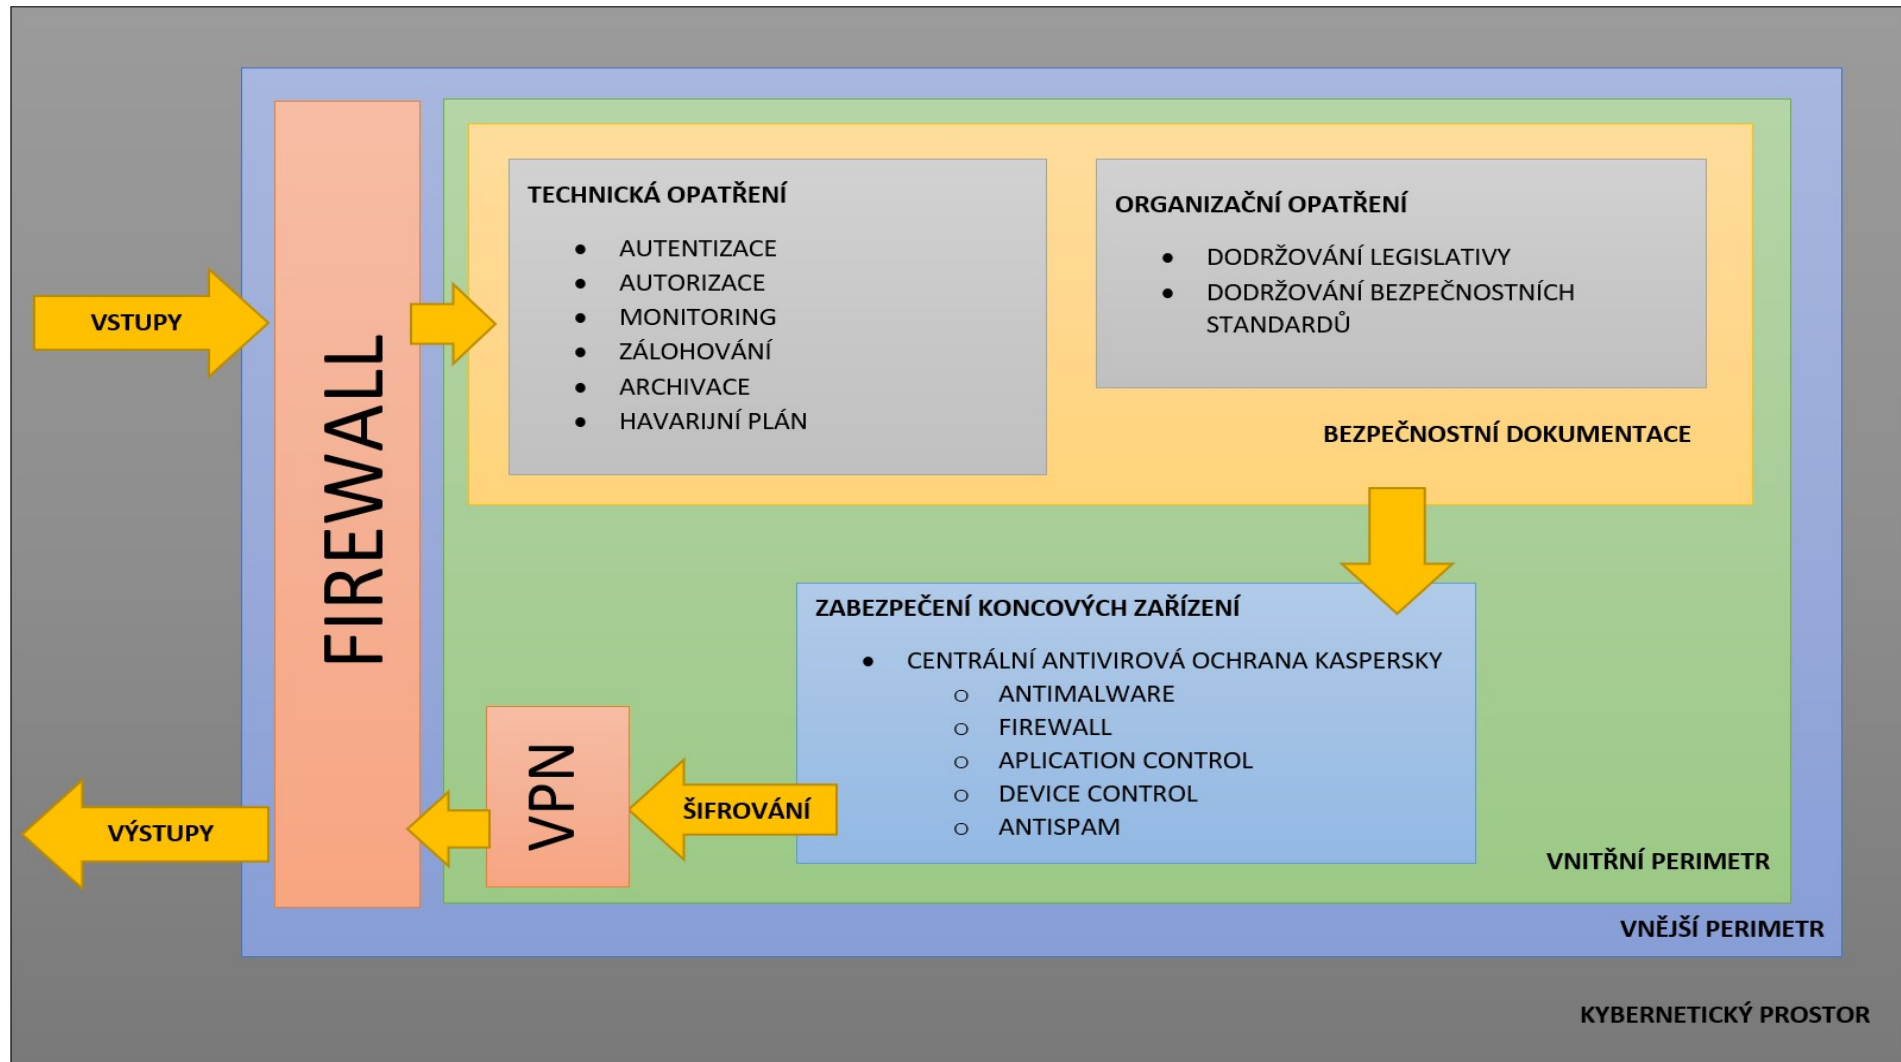 VSTUPY
FIREWALL
TECHNICKÁ OPATŘENÍ
• AUTENTIZACE
• AUTORIZACE
• MONITORING
• ZÁLOHOVÁNÍ
• ARCHIVACE
• HAVARIJNÍ PLÁN
ORGANIZAČNÍ OPATŘENÍ
• DODRŽOVÁNÍ LEGISLATIVY
• DODRŽOVÁNÍ BEZPEČNOSTNÍCH
STANDARDŮ
BEZPEČNOSTNÍ DOKUMENTACE
ZABEZPEČENÍ KONCOVÝCH ZAŘÍZENÍ
• CENTRÁLNÍ ANTIVIROVÁ OCHRANA KASPERSKY
o ANTIMALWARE
o FIREWALL
o APLICATION CONTROL
o DEVICE CONTROL
o ANTISPAM
ŠIFROVÁNÍ
VPN
VÝSTUPY
VNITŘNÍ PERIMETR
VNĚJŠÍ PERIMETR
KYBERNETICKÝ PROSTOR